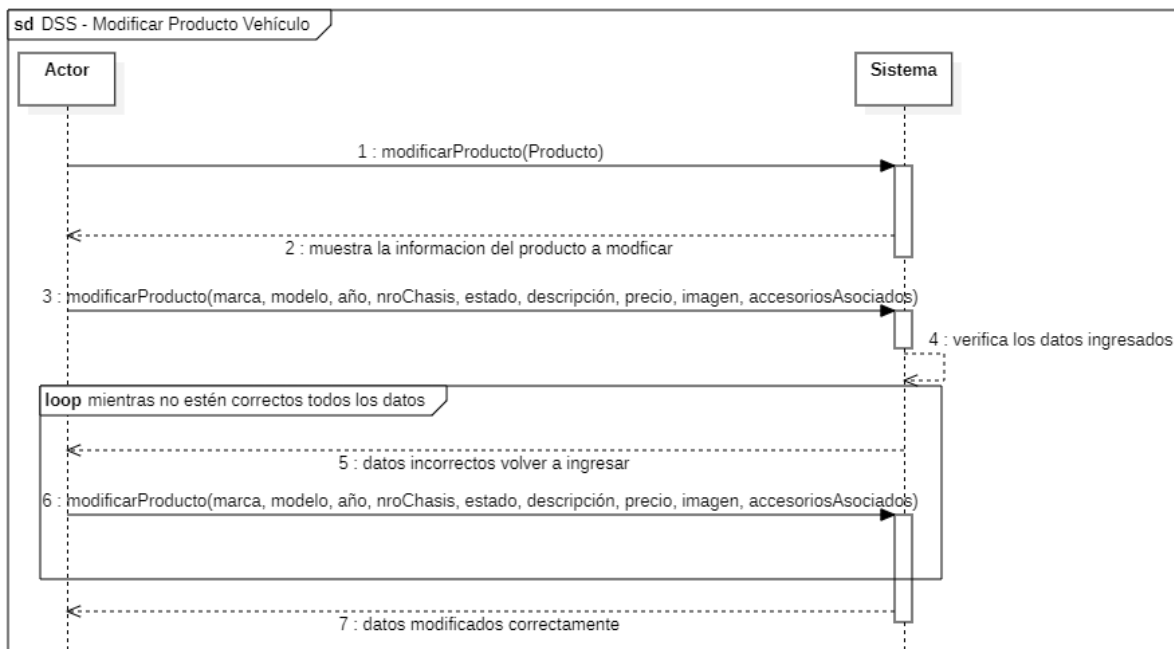 sd DSS - Modificar Producto Vehículo
Actor
Sistema
1 : modificarProducto(Producto)
2 : muestra la informacion del producto a modficar
3 : modificarProducto(marca, modelo, año, nroChasis, estado, descripción, precio, imagen, accesoriosAsociados)
4 : verifica los datos ingresados
loop mientras no estén correctos todos los datos
5 : datos incorrectos volver a ingresar
6 : modificarProducto(marca, modelo, año, nroChasis, estado, descripción, precio, imagen, accesoriosAsociados)
7 : datos modificados correctamente